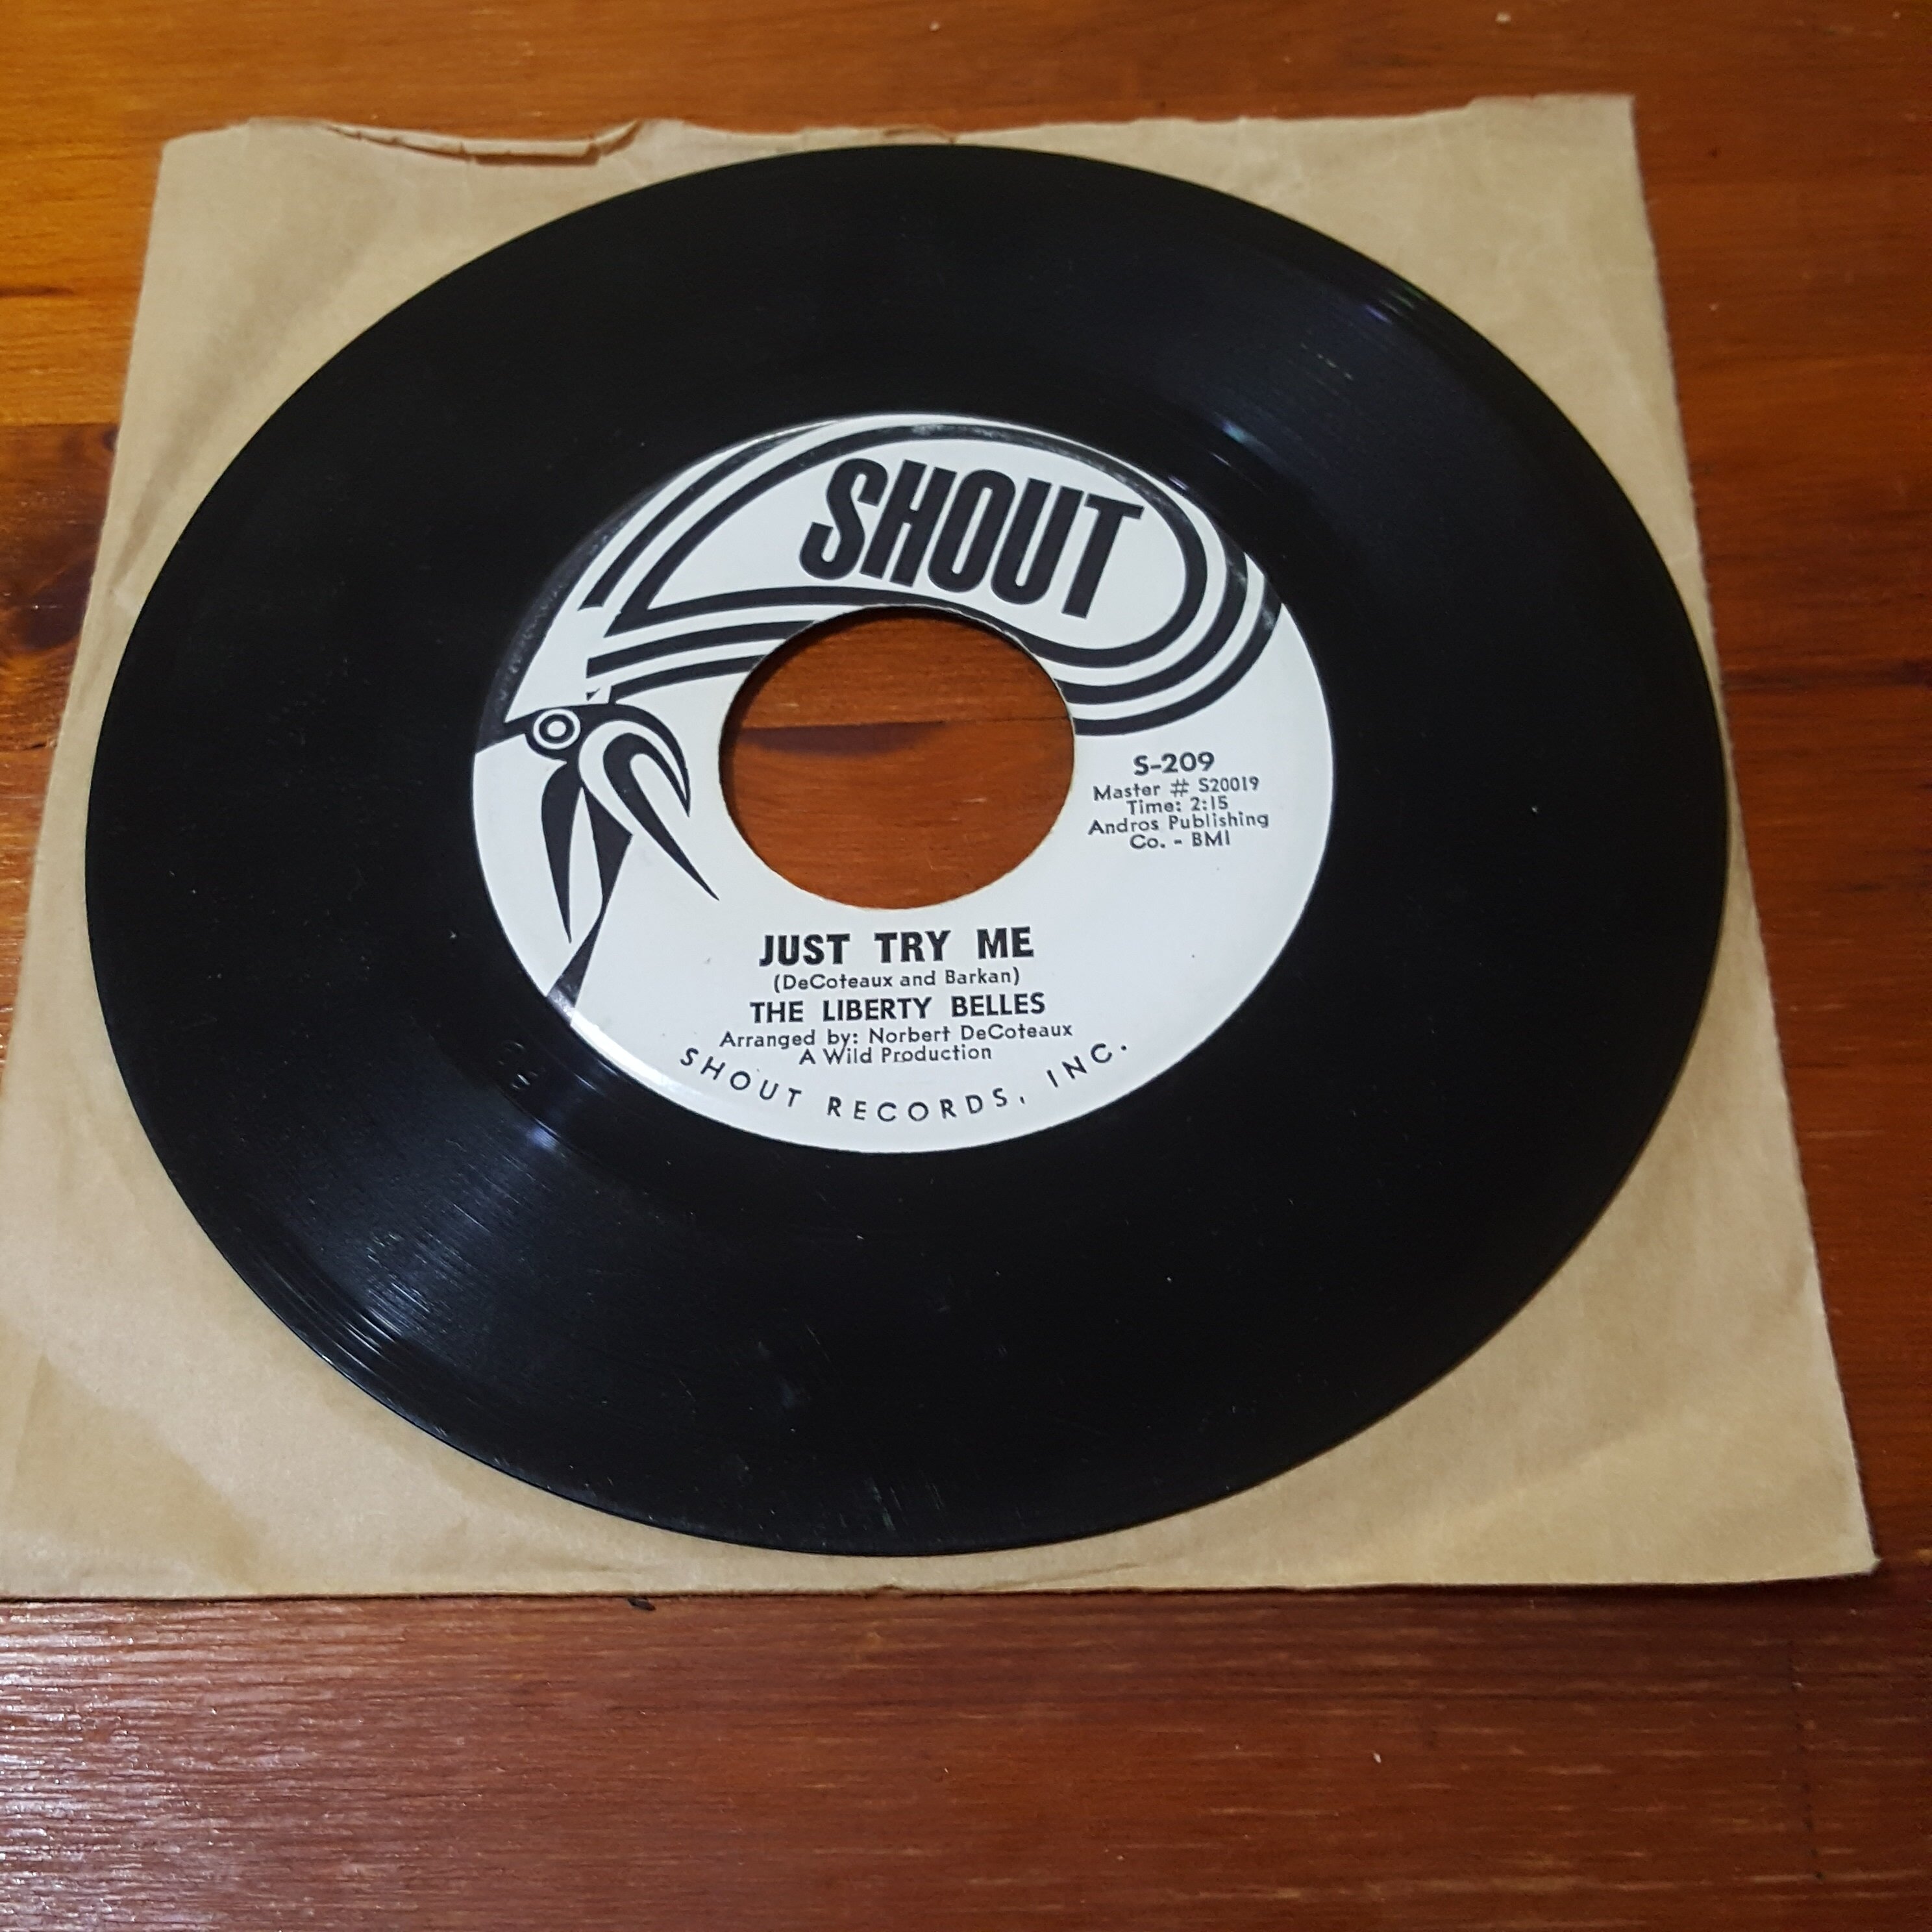 SHOUT
S-209
Master # S20019
Time: 2:15
Andros Publishing
Co. - BMI
JUST TRY ME
(DeCoteaux and Barkan)
THE LIBERTY BELLES
Arranged by: Norbert DeCoteaux
A Wild Production
SHOUT RECORDS, INC.